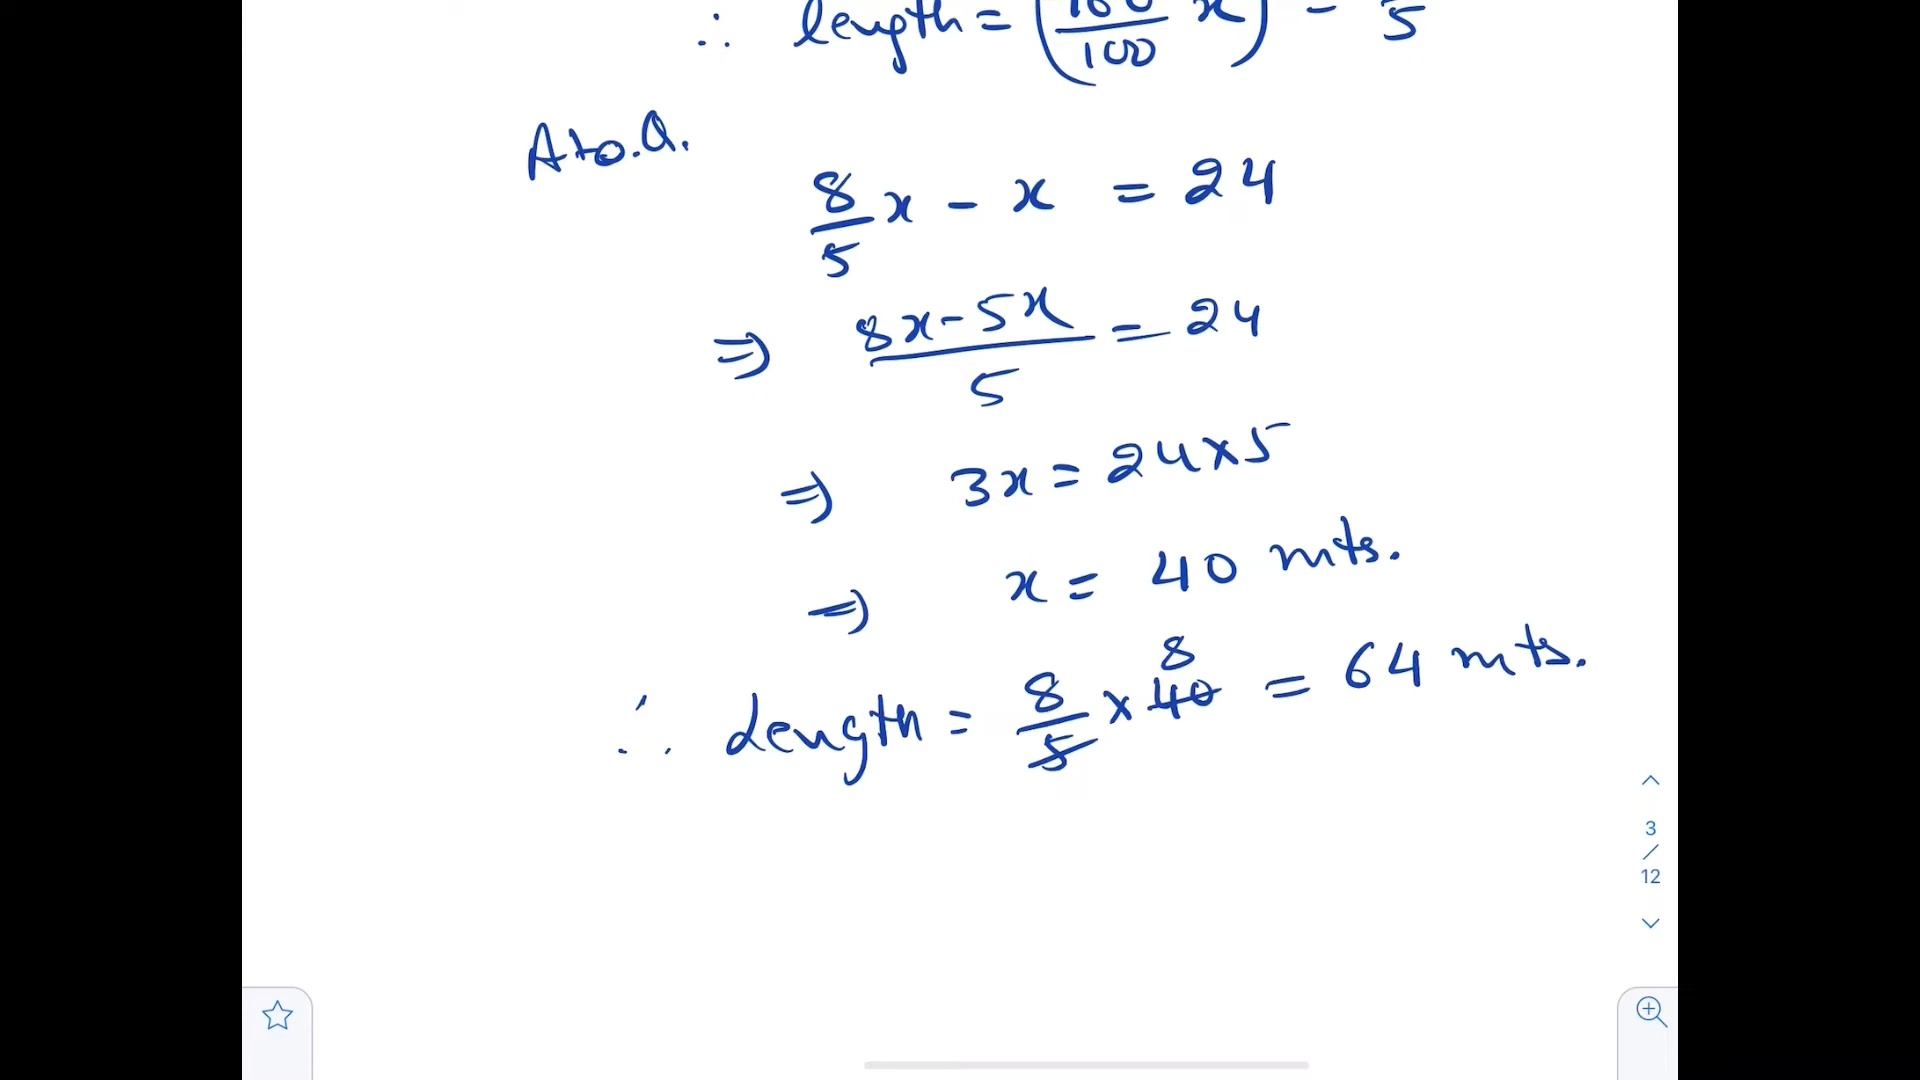 ∴ length = (160/100 x) = /5
A to.Q.
8/5 x - x = 24
⇒ 8x - 5x / 5 = 24
⇒ 3x = 24 × 5
⇒ x = 40 mts.
∴ Length = 8/5 × 40 8 = 64 mts.
3
/
12